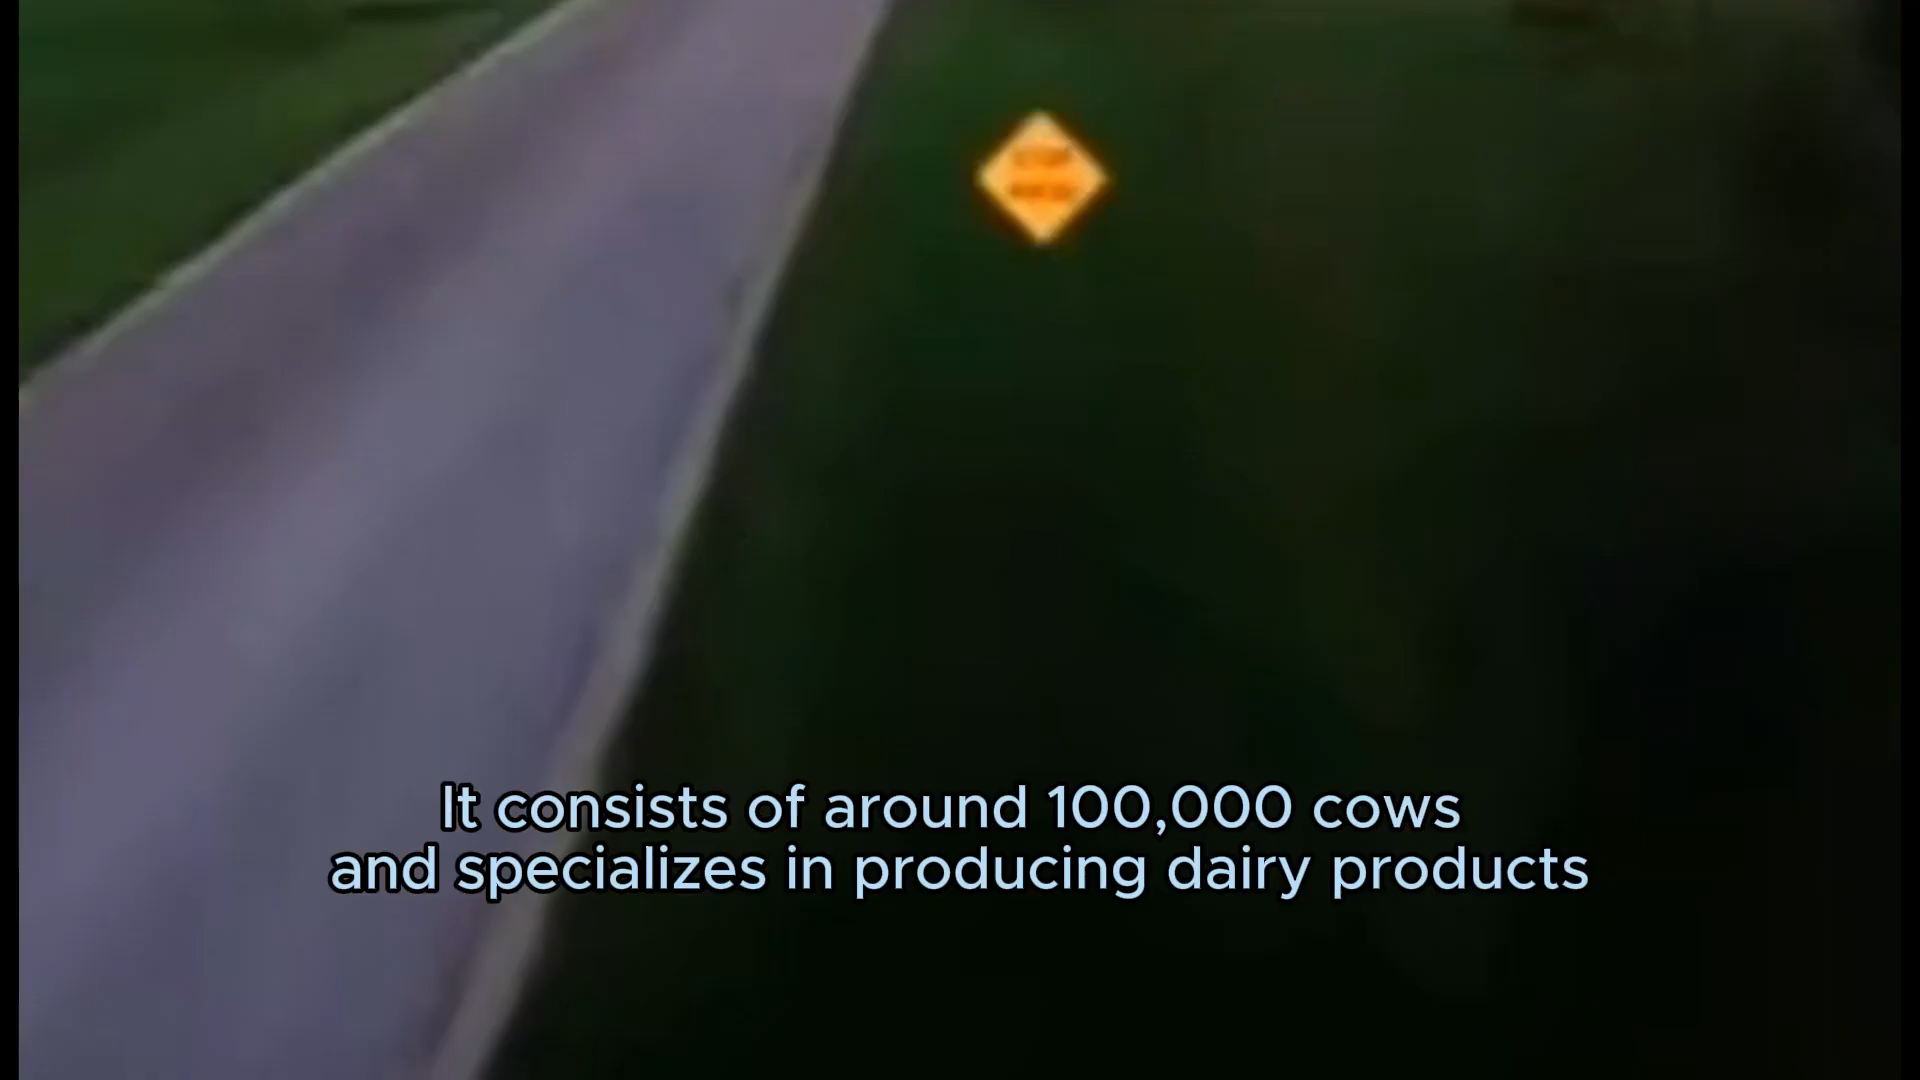 It consists of around 100,000 cows
and specializes in producing dairy products